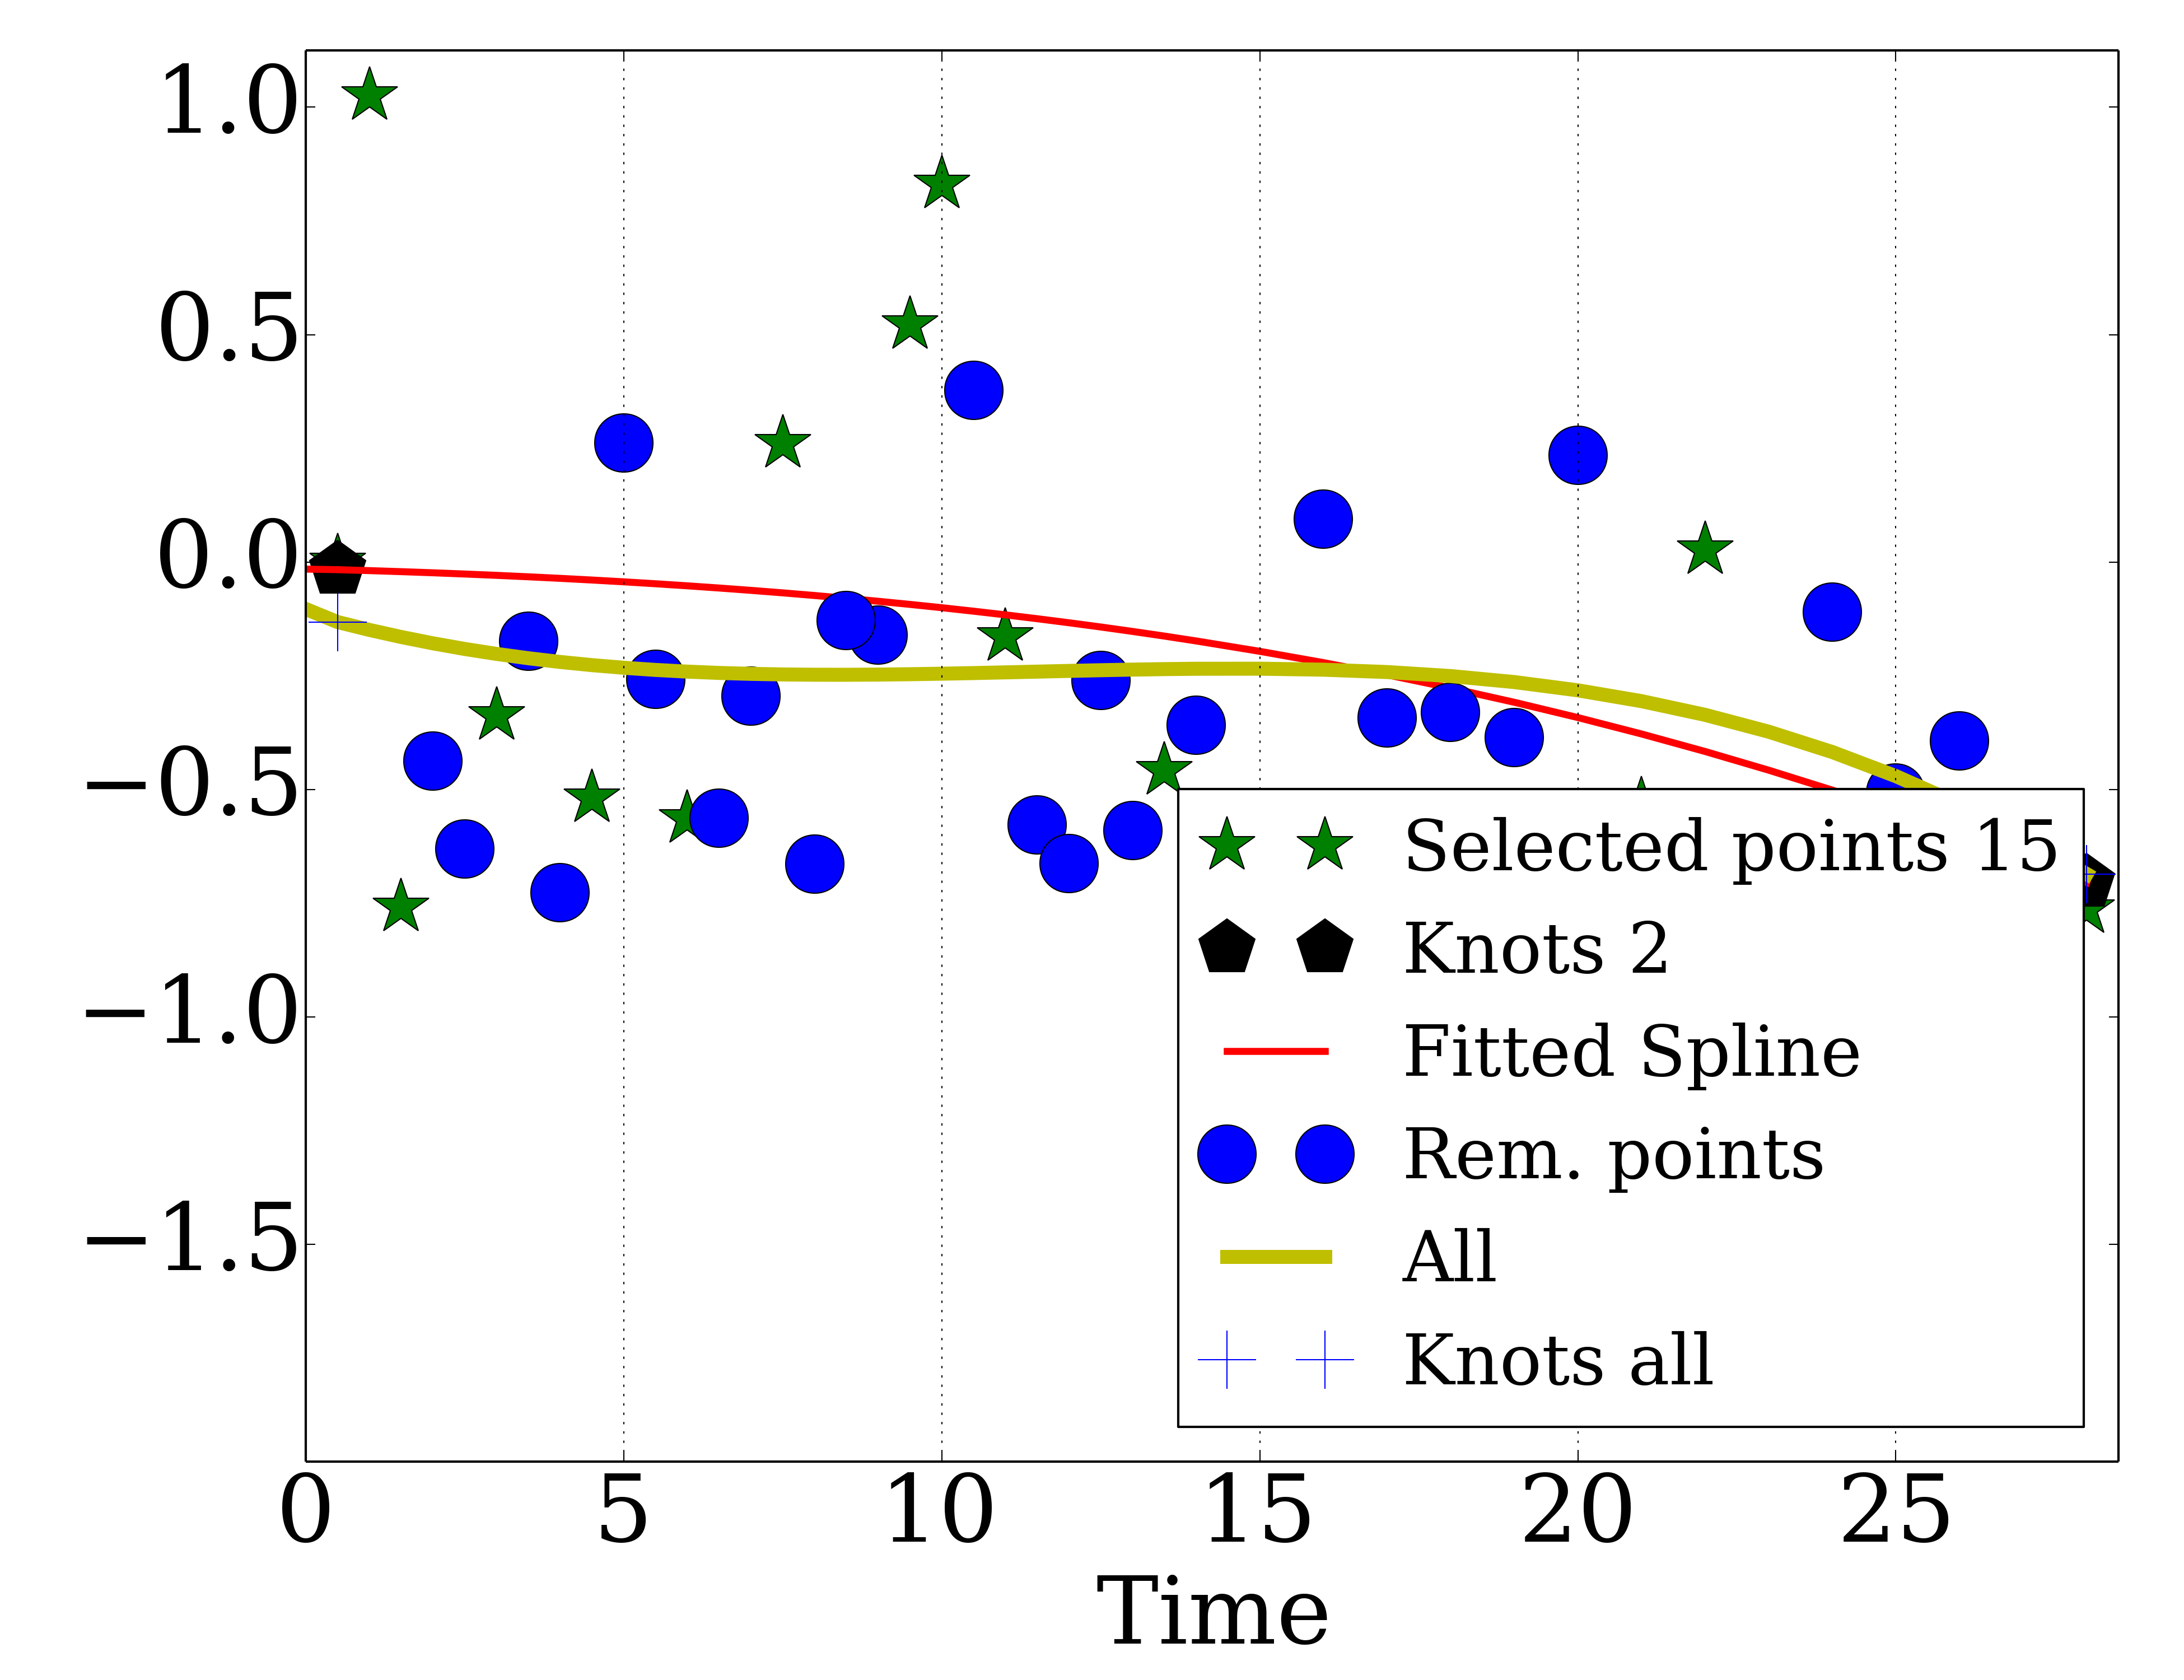 1.0
0.5
0.0
−0.5
−1.0
−1.5
0 5 10 15 20 25
Time
Selected points 15
Knots 2
Fitted Spline
Rem. points
All
Knots all